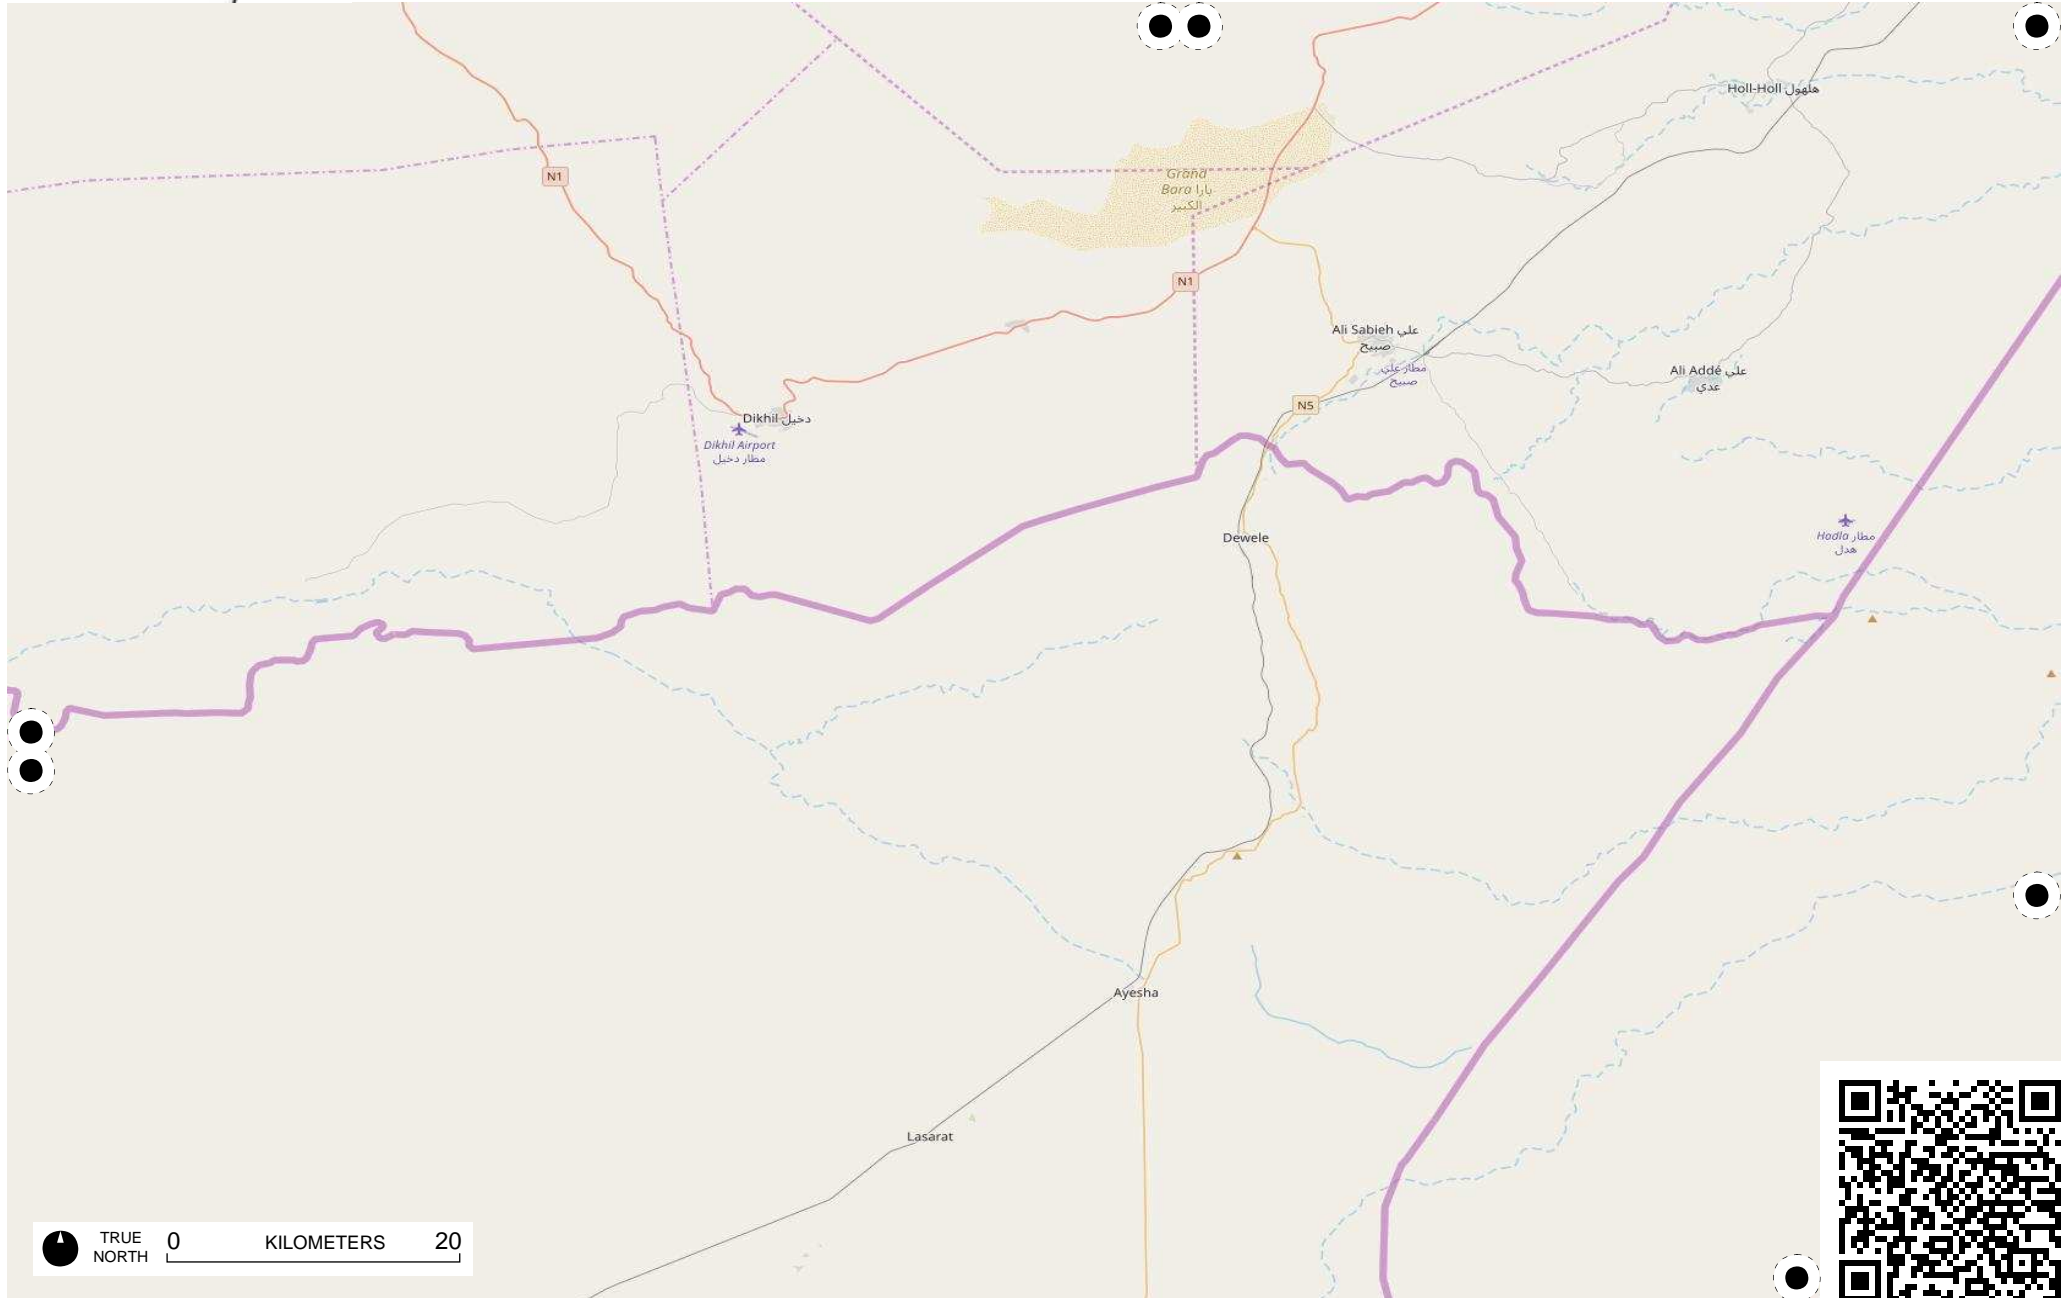 Holl-Holl هلهول
N1
Grand
Bara بارا
الكبير
N1
Ali Sabieh علي
صبيح
مطار علي
صبيح
Ali Addé علي
عدي
N5
Dikhil دخيل
Dikhil Airport
مطار دخيل
Hadla مطار
هدل
Dewele
Ayesha
Lasarat
TRUE
NORTH
0 KILOMETERS 20